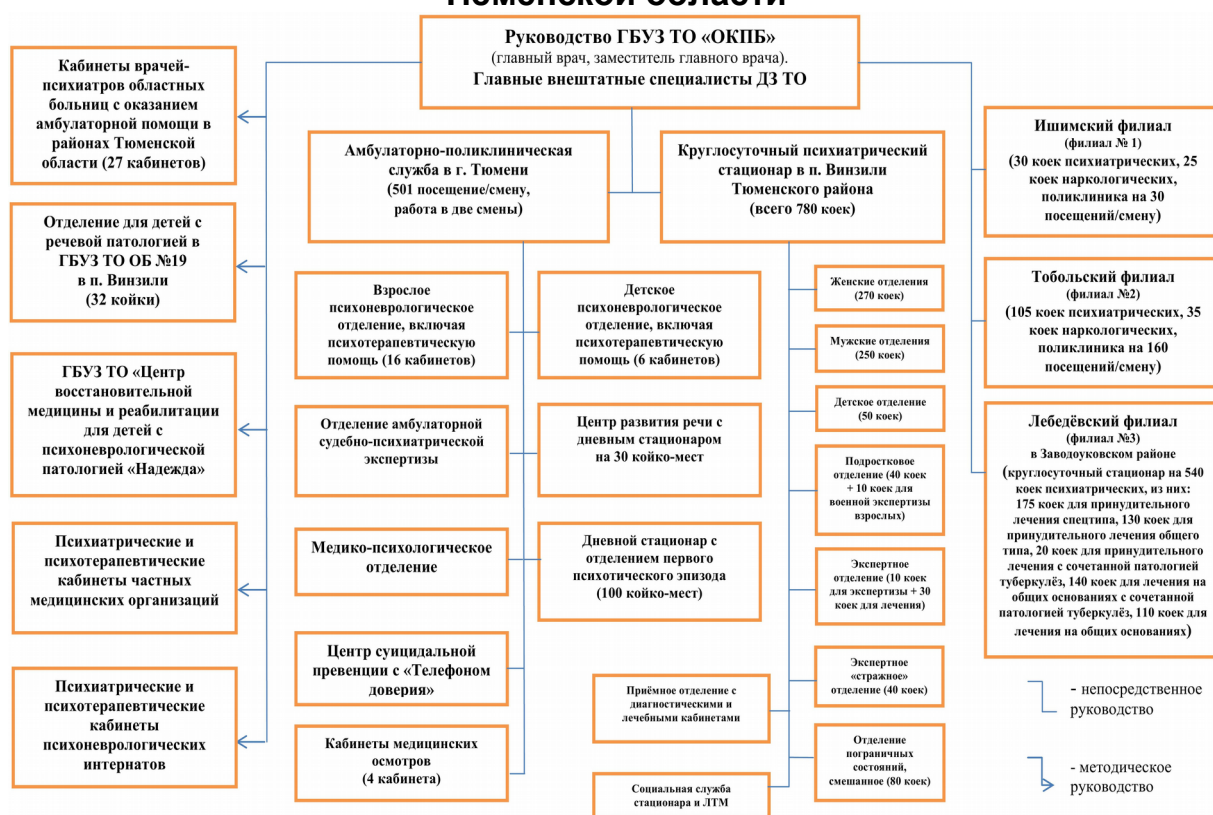 Тюменской области
Руководство ГБУЗ ТО «ОКПБ»
(главный врач, заместитель главного врача).
Главные внештатные специалисты ДЗ ТО
Кабинеты врачей-
психиатров областных
больниц с оказанием
амбулаторной помощи в
районах Тюменской
области (27 кабинетов)
Отделение для детей с
речевой патологией в
ГБУЗ ТО ОБ №19
в п. Винзили
(32 койки)
ГБУЗ ТО «Центр
восстановительной
медицины и реабилитации
для детей с
психоневрологической
патологией «Надежда»
Психиатрические и
психотерапевтические
кабинеты частных
медицинских организаций
Психиатрические и
психотерапевтические
кабинеты
психоневрологических
интернатов
Амбулаторно-поликлиническая
служба в г. Тюмени
(501 посещение/смену,
работа в две смены)
Взрослое
психоневрологическое
отделение, включая
психотерапевтическую
помощь (16 кабинетов)
Детское
психоневрологическое
отделение, включая
психотерапевтическую
помощь (6 кабинетов)
Отделение амбулаторной
судебно-психиатрической
экспертизы
Центр развития речи с
дневным стационаром
на 30 койко-мест
Медико-психологическое
отделение
Дневной стационар с
отделением первого
психотического эпизода
(100 койко-мест)
Центр суицидальной
превенции с «Телефоном
доверия»
Кабинеты медицинских
осмотров
(4 кабинета)
Круглосуточный психиатрический
стационар в п. Винзили
Тюменского района
(всего 780 коек)
Женские отделения
(270 коек)
Мужские отделения
(250 коек)
Детское отделение
(50 коек)
Подростковое
отделение (40 коек
+ 10 коек для
военной экспертизы
взрослых)
Экспертное
отделение (10 коек
для экспертизы + 30
коек для лечения)
Экспертное
«стражное»
отделение (40 коек)
Приёмное отделение с
диагностическими и
лечебными кабинетами
Отделение
пограничных
состояний,
смешанное (80 коек)
Социальная служба
стационара и ЛТМ
Ишимский филиал
(филиал № 1)
(30 коек психиатрических, 25
коек наркологических,
поликлиника на 30
посещений/смену)
Тобольский филиал
(филиал №2)
(105 коек психиатрических, 35
коек наркологических,
поликлиника на 160
посещений/смену)
Лебедёвский филиал
(филиал №3)
в Заводоуковском районе
(круглосуточный стационар на 540
коек психиатрических, из них:
175 коек для принудительного
лечения спецтипа, 130 коек для
принудительного лечения общего
типа, 20 коек для принудительного
лечения с сочетанной патологией
туберкулёз, 140 коек для лечения на
общих основаниях с сочетанной
патологией туберкулёз, 110 коек для
лечения на общих основаниях)
- непосредственное
руководство
- методическое
руководство